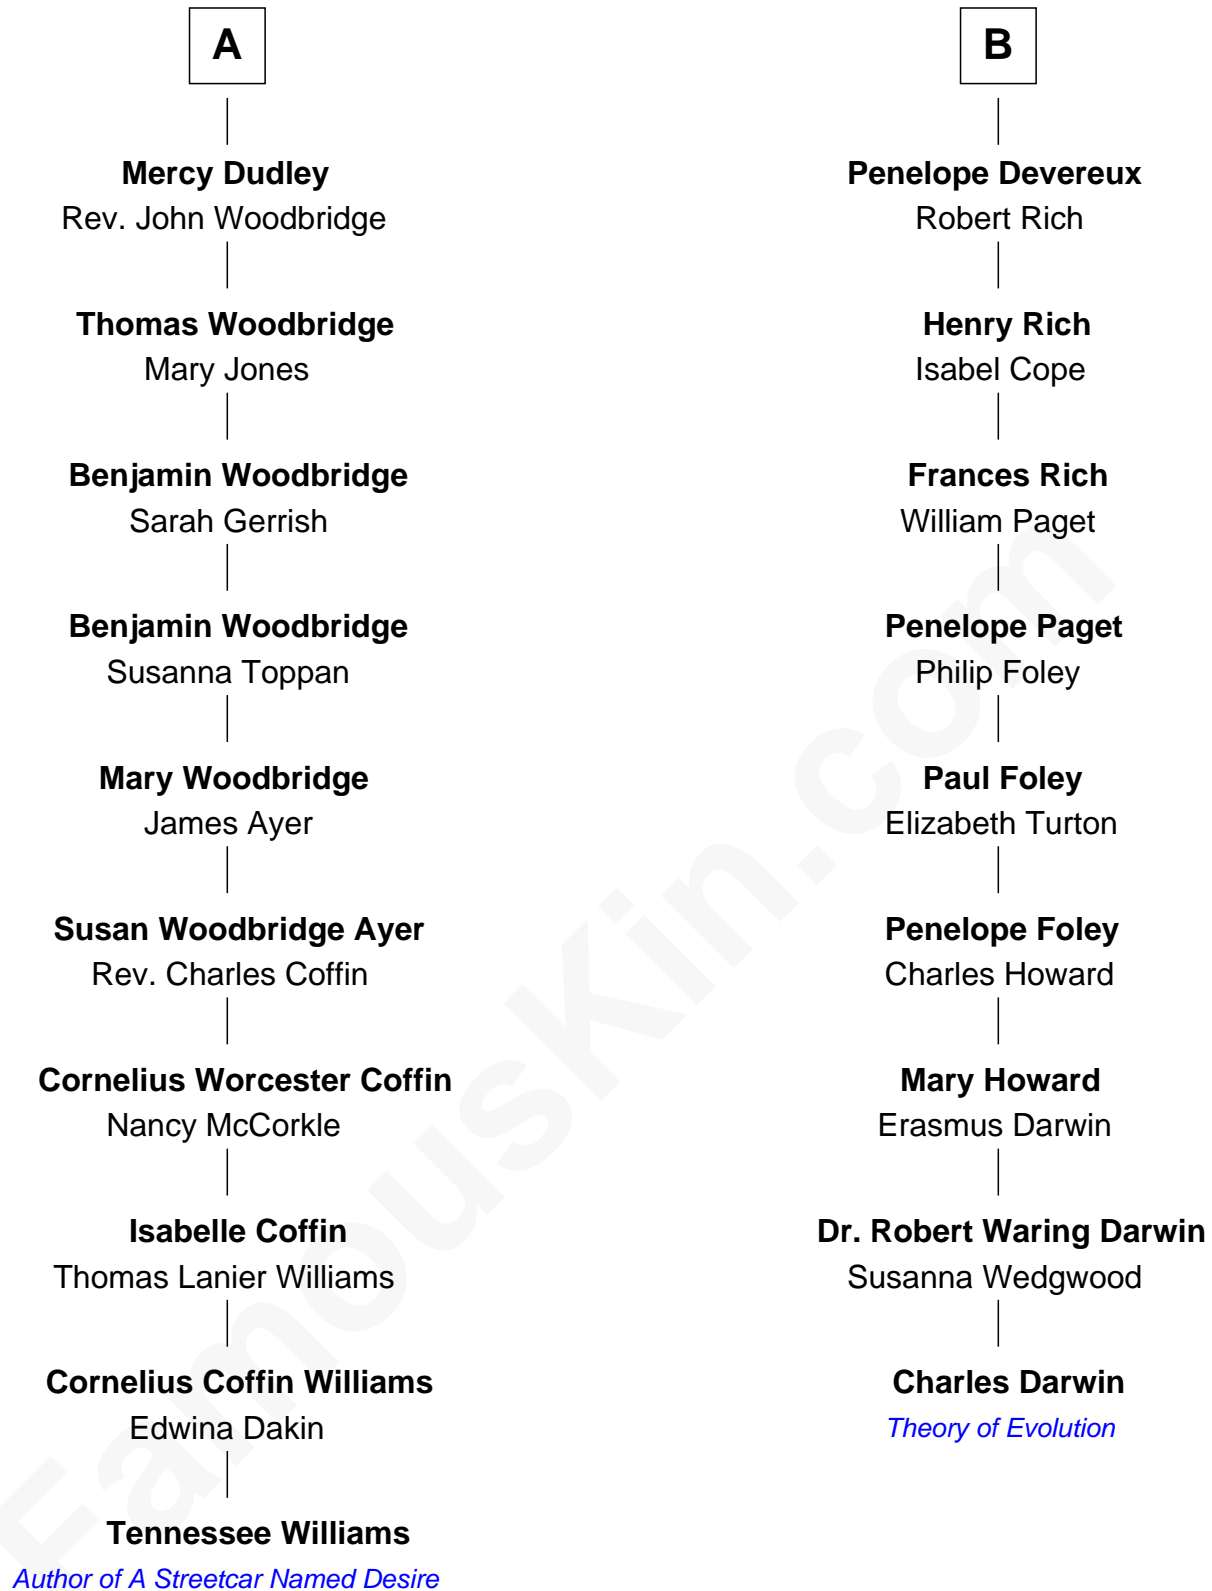 A
Mercy Dudley
Rev. John Woodbridge
Thomas Woodbridge
Mary Jones
Benjamin Woodbridge
Sarah Gerrish
Benjamin Woodbridge
Susanna Toppan
Mary Woodbridge
James Ayer
Susan Woodbridge Ayer
Rev. Charles Coffin
Cornelius Worcester Coffin
Nancy McCorkle
Isabelle Coffin
Thomas Lanier Williams
Cornelius Coffin Williams
Edwina Dakin
Tennessee Williams
Author of A Streetcar Named Desire
B
Penelope Devereux
Robert Rich
Henry Rich
Isabel Cope
Frances Rich
William Paget
Penelope Paget
Philip Foley
Paul Foley
Elizabeth Turton
Penelope Foley
Charles Howard
Mary Howard
Erasmus Darwin
Dr. Robert Waring Darwin
Susanna Wedgwood
Charles Darwin
Theory of Evolution
FamousKin.com